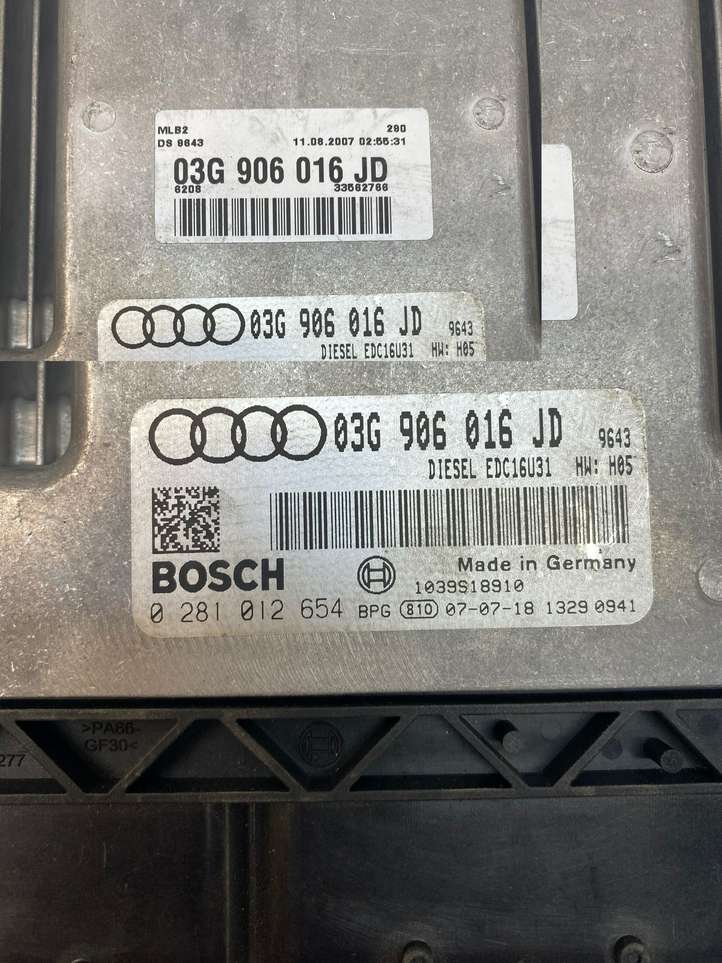 MLB2 290
DS 9643 11.08.2007 02:55:31
03G 906 016 JD
6208 33562766
03G 906 016 JD 9643
DIESEL EDC16U31 HW: H05
03G 906 016 JD 9643
DIESEL EDC16U31 HW: H05
BOSCH Made in Germany
1039S18910
0 281 012 654 BPG 810 07-07-18 1329 0941
>PA66-
GF30<
277